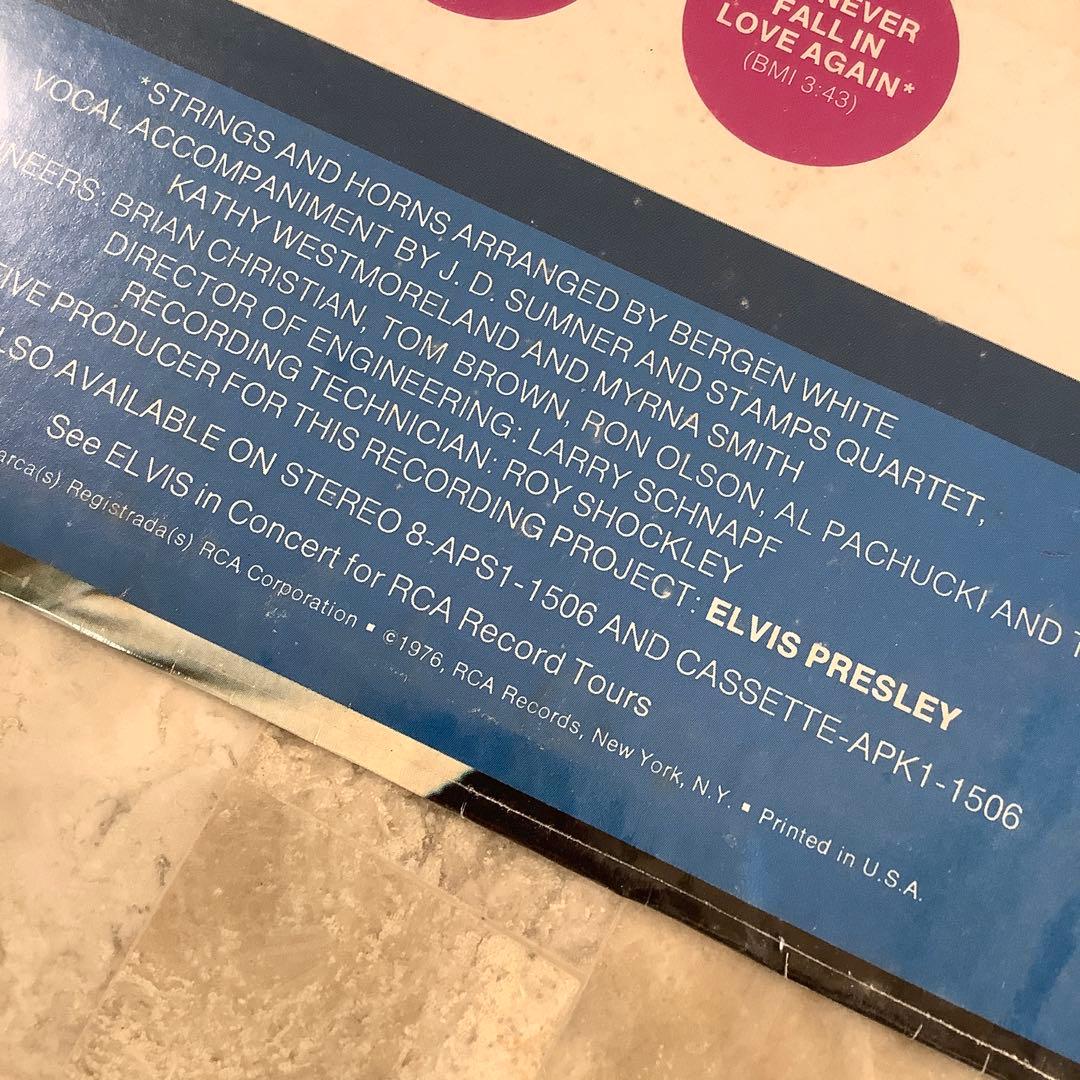 NEVER
FALL IN
LOVE AGAIN*
(BMI 3:43)
*STRINGS AND HORNS ARRANGED BY BERGEN WHITE
VOCAL ACCOMPANIMENT BY J. D. SUMNER AND STAMPS QUARTET,
KATHY WESTMORELAND AND MYRNA SMITH
NEERS: BRIAN CHRISTIAN, TOM BROWN, RON OLSON, AL PACHUCKI AND T
DIRECTOR OF ENGINEERING: LARRY SCHNAPF
RECORDING TECHNICIAN: ROY SHOCKLEY
TIVE PRODUCER FOR THIS RECORDING PROJECT: ELVIS PRESLEY
LSO AVAILABLE ON STEREO 8-APS1-1506 AND CASSETTE-APK1-1506
See ELVIS in Concert for RCA Record Tours
arca(s) Registrada(s) RCA Corporation ▪ ©1976, RCA Records, New York, N.Y. ▪ Printed in U.S.A.